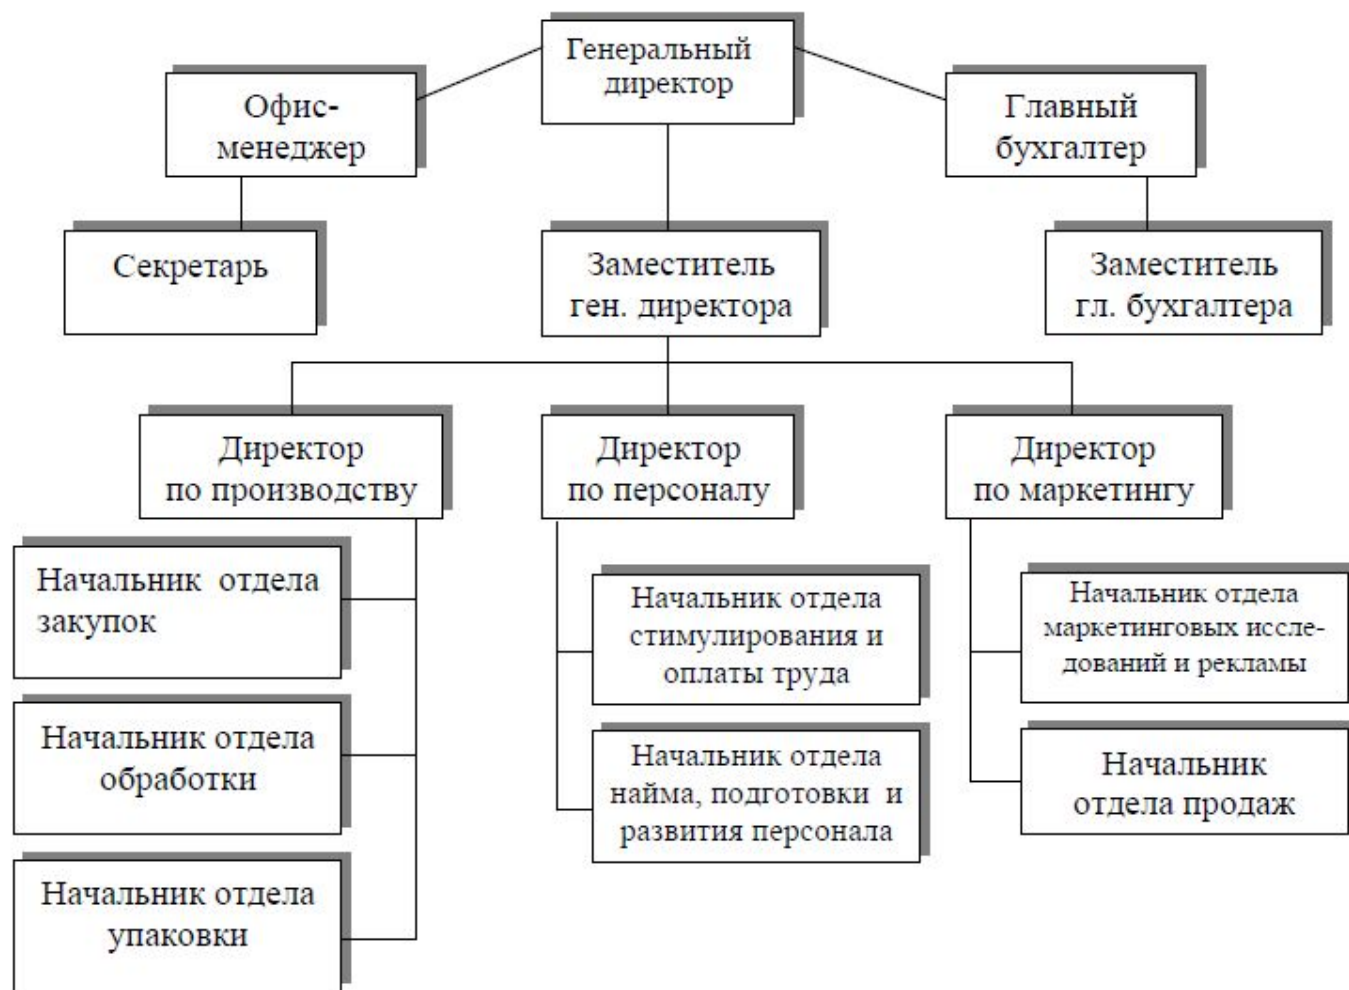 Генеральный
директор
Офис-
менеджер
Главный
бухгалтер
Секретарь
Заместитель
ген. директора
Заместитель
гл. бухгалтера
Директор
по производству
Директор
по персоналу
Директор
по маркетингу
Начальник отдела
закупок
Начальник отдела
обработки
Начальник отдела
упаковки
Начальник отдела
стимулирования и
оплаты труда
Начальник отдела
найма, подготовки и
развития персонала
Начальник отдела
маркетинговых иссле-
дований и рекламы
Начальник
отдела продаж